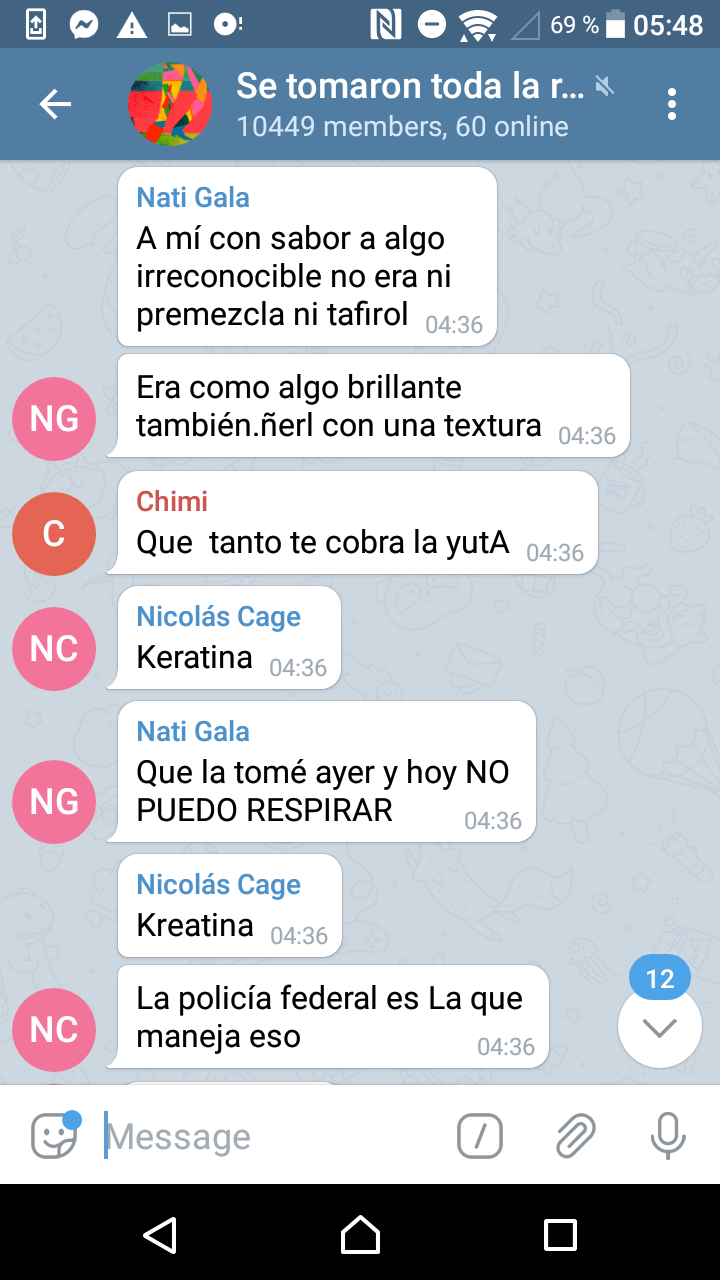 69 % 05:48
Se tomaron toda la r...
10449 members, 60 online
Nati Gala
A mí con sabor a algo
irreconocible no era ni
premezcla ni tafirol 04:36
Era como algo brillante
también.ñerl con una textura 04:36
NG
Chimi
Que  tanto te cobra la yutA 04:36
C
Nicolás Cage
Keratina 04:36
NC
Nati Gala
Que la tomé ayer y hoy NO
PUEDO RESPIRAR 04:36
NG
Nicolás Cage
Kreatina 04:36
La policía federal es La que
maneja eso 04:36
NC
12
Message